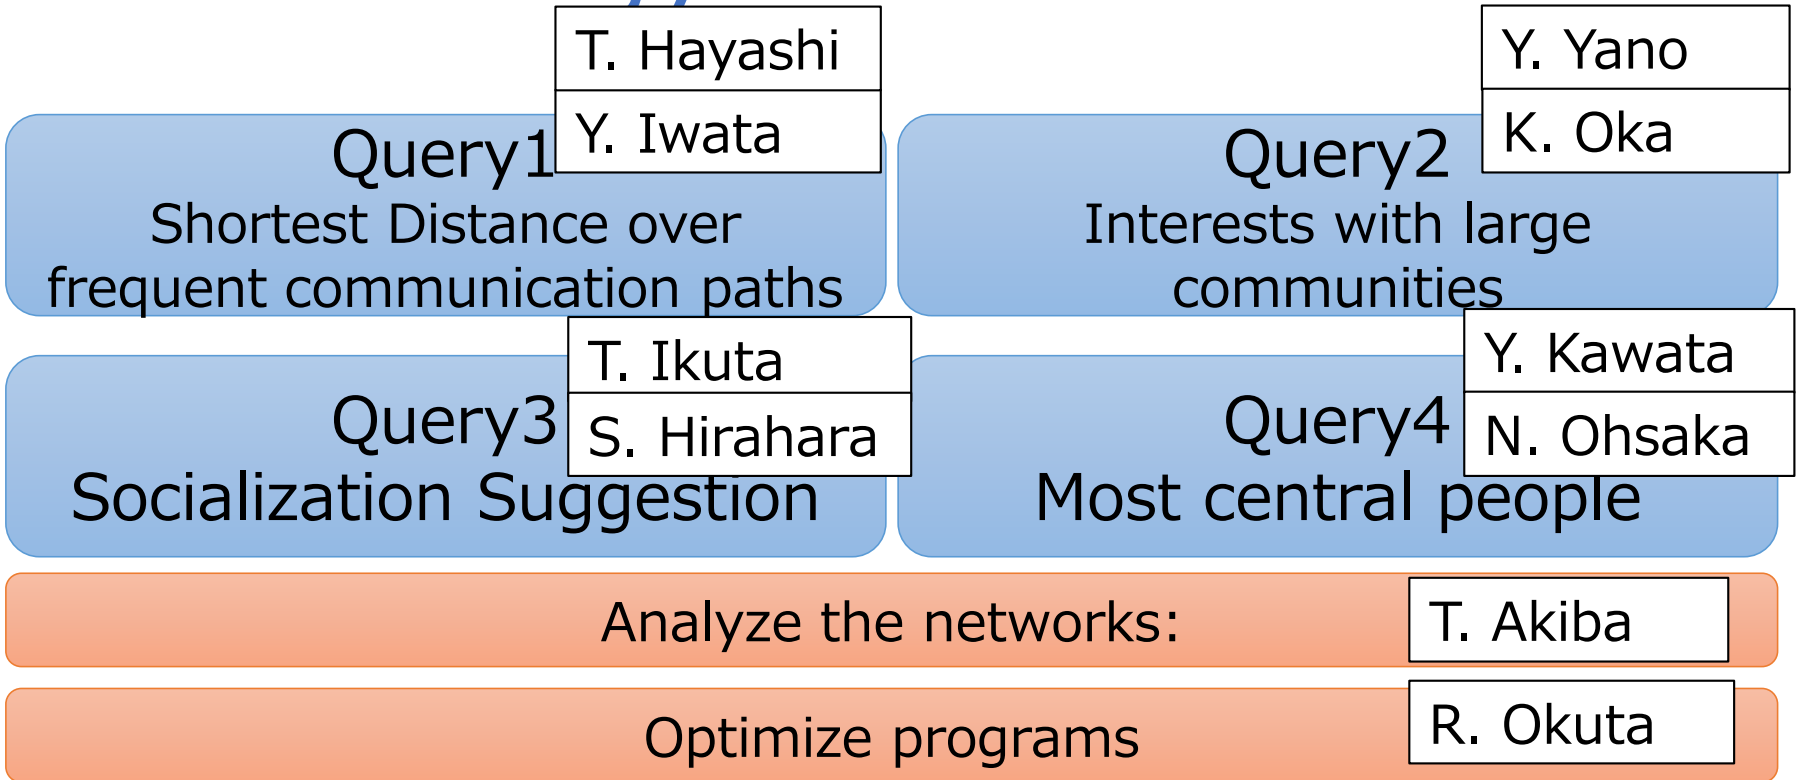 T. Hayashi
Y. Iwata
Query1
Shortest Distance over
frequent communication paths
Y. Yano
K. Oka
Query2
Interests with large
communities
T. Ikuta
S. Hirahara
Query3
Socialization Suggestion
Y. Kawata
N. Ohsaka
Query4
Most central people
Analyze the networks:
T. Akiba
Optimize programs
R. Okuta